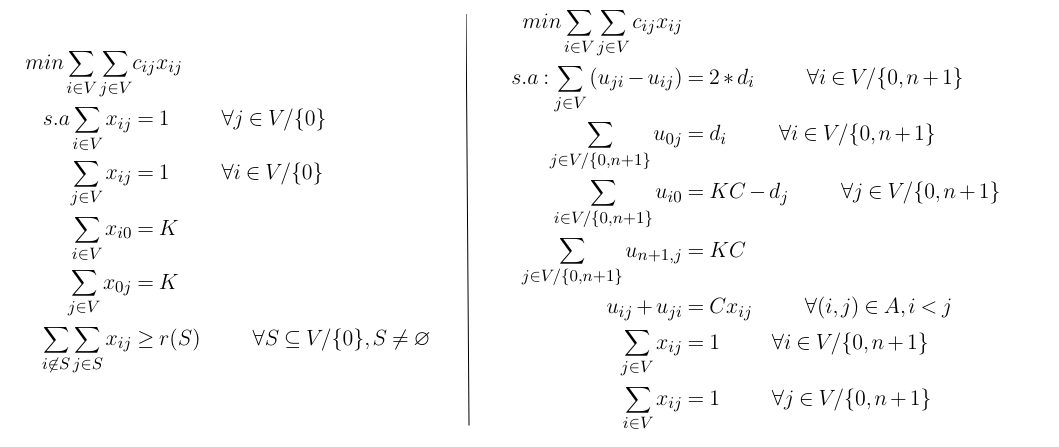 min ∑_{i∈V} ∑_{j∈V} c_{ij}x_{ij}
s.a ∑_{i∈V} x_{ij} = 1 ∀j ∈ V/{0}
∑_{j∈V} x_{ij} = 1 ∀i ∈ V/{0}
∑_{i∈V} x_{i0} = K
∑_{j∈V} x_{0j} = K
∑_{i∉S} ∑_{j∈S} x_{ij} ≥ r(S) ∀S ⊆ V/{0}, S ≠ ∅
min ∑_{i∈V} ∑_{j∈V} c_{ij}x_{ij}
s.a : ∑_{j∈V} (u_{ji} − u_{ij}) = 2 * d_i ∀i ∈ V/{0, n+1}
∑_{j∈V/{0,n+1}} u_{0j} = d_i ∀i ∈ V/{0, n+1}
∑_{i∈V/{0,n+1}} u_{i0} = KC − d_j ∀j ∈ V/{0, n+1}
∑_{j∈V/{0,n+1}} u_{n+1,j} = KC
u_{ij} + u_{ji} = Cx_{ij} ∀(i, j) ∈ A, i < j
∑_{j∈V} x_{ij} = 1 ∀i ∈ V/{0, n+1}
∑_{i∈V} x_{ij} = 1 ∀j ∈ V/{0, n+1}